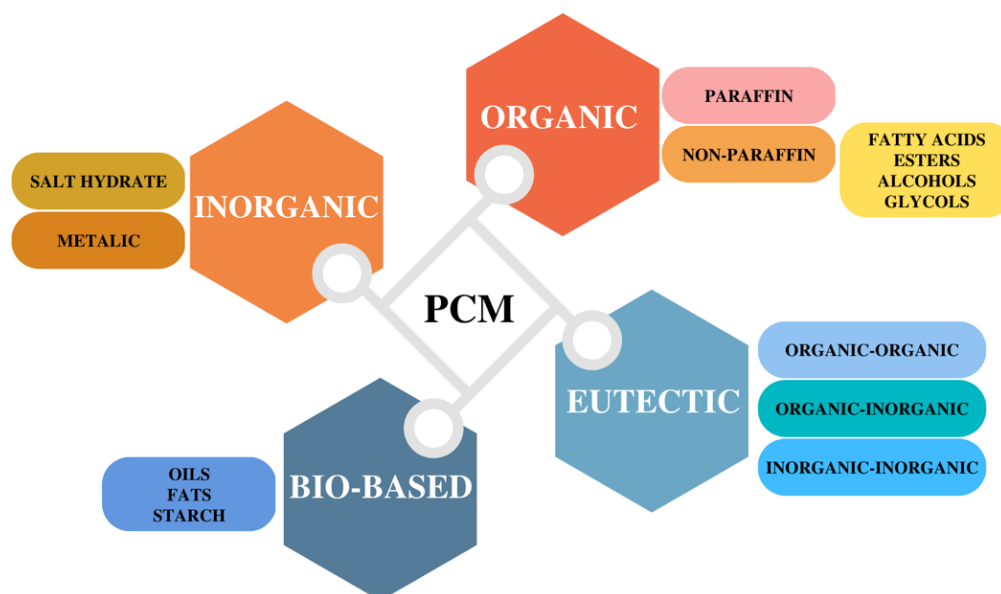 ORGANIC
PARAFFIN
NON-PARAFFIN
FATTY ACIDS
ESTERS
ALCOHOLS
GLYCOLS
INORGANIC
SALT HYDRATE
METALIC
PCM
EUTECTIC
ORGANIC-ORGANIC
ORGANIC-INORGANIC
INORGANIC-INORGANIC
BIO-BASED
OILS
FATS
STARCH